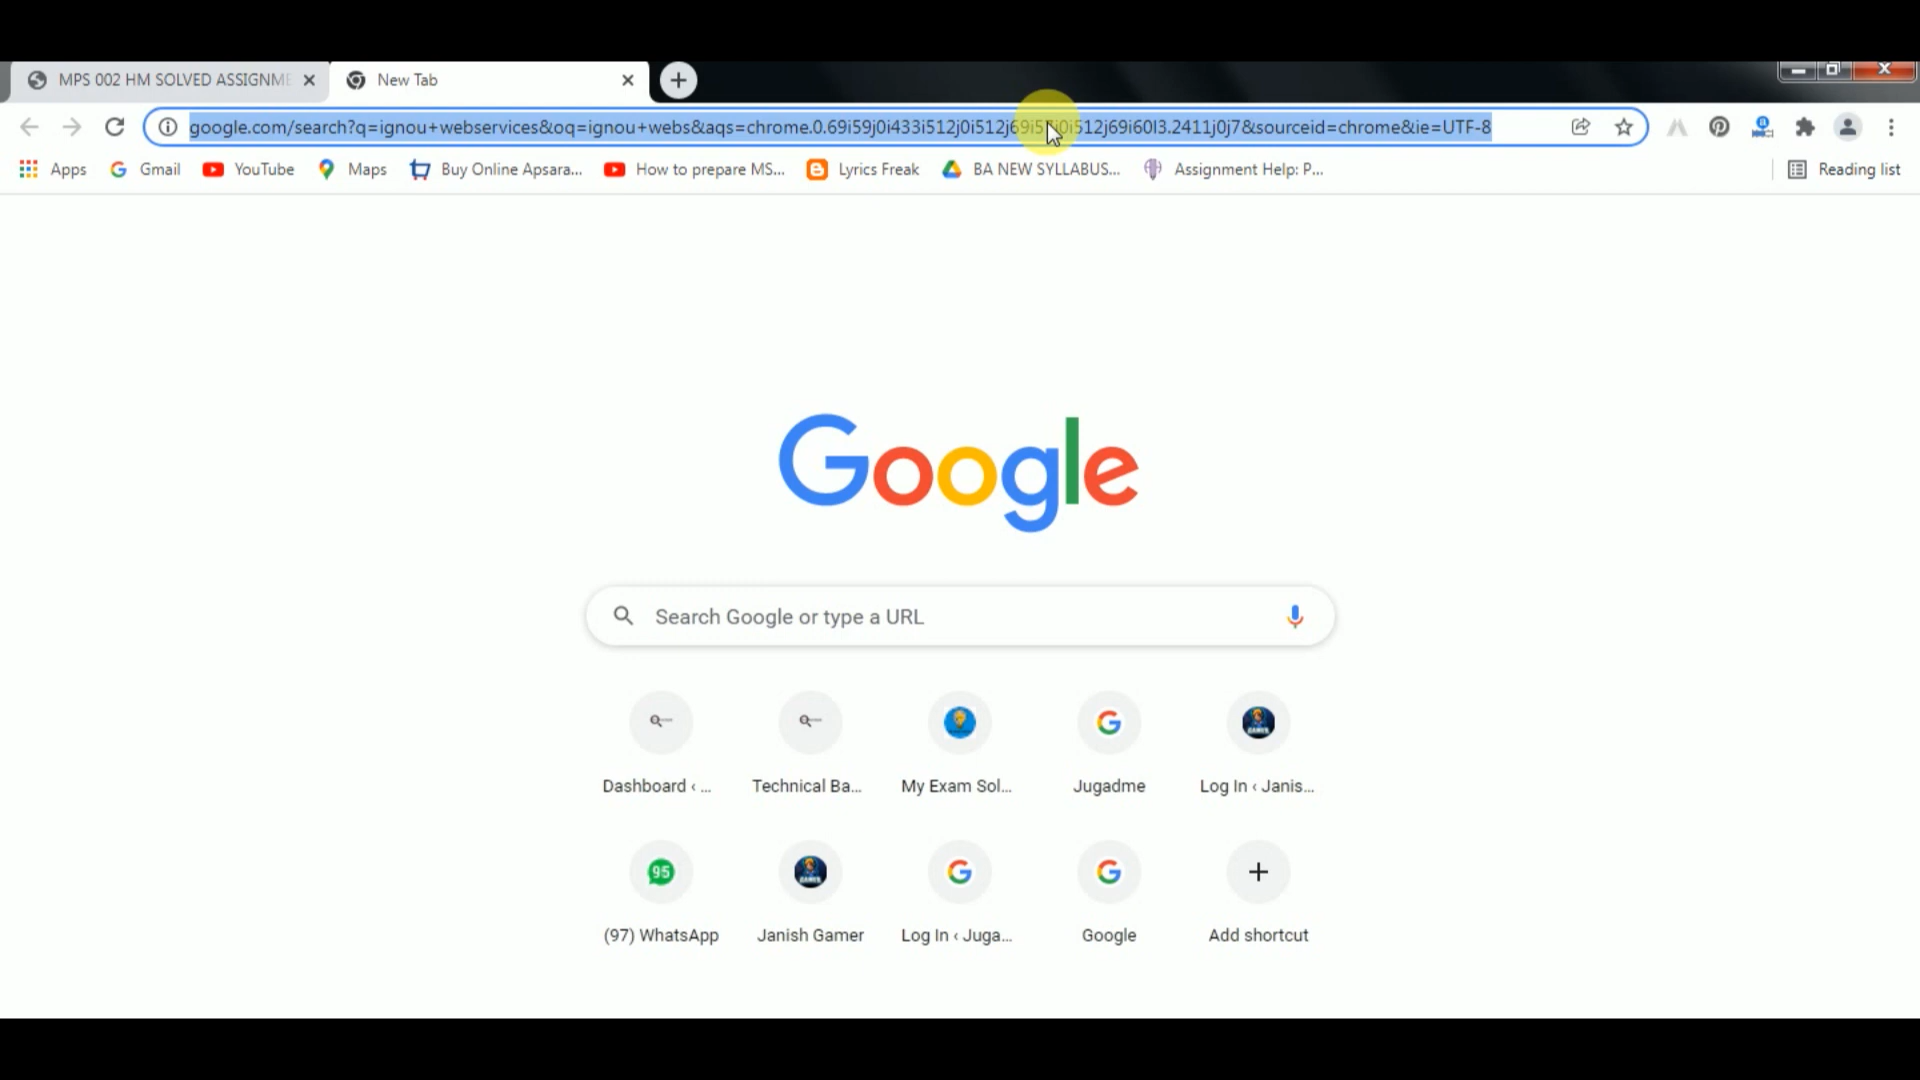 MPS 002 HM SOLVED ASSIGNME
New Tab
google.com/search?q=ignou+webservices&oq=ignou+webs&aqs=chrome.0.69i59j0i433i512j0i512j69i57j0i512j69i60l3.2411j0j7&sourceid=chrome&ie=UTF-8
Apps Gmail YouTube Maps Buy Online Apsara... How to prepare MS... Lyrics Freak BA NEW SYLLABUS... Assignment Help: P... Reading list
Google
Search Google or type a URL
Dashboard ‹ ... Technical Ba... My Exam Sol... Jugadme Log In ‹ Janis...
95
(97) WhatsApp Janish Gamer Log In ‹ Juga... Google Add shortcut